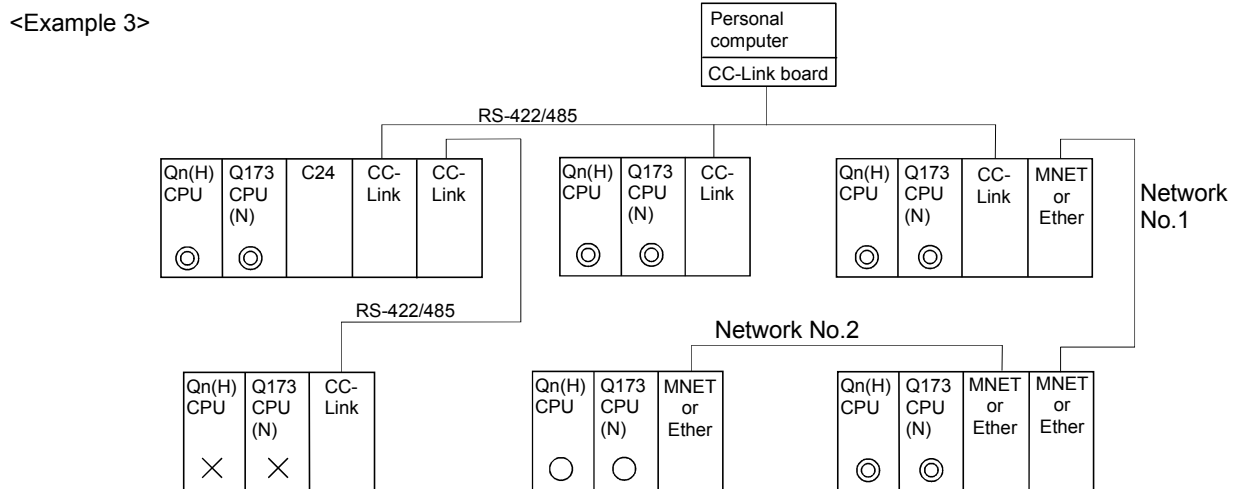 <Example 3>
Personal
computer
CC-Link board
RS-422/485
Qn(H)
CPU
◎
Q173
CPU
(N)
◎
C24
CC-
Link
CC-
Link
Qn(H)
CPU
◎
Q173
CPU
(N)
◎
CC-
Link
Qn(H)
CPU
◎
Q173
CPU
(N)
◎
CC-
Link
MNET
or
Ether
Network
No.1
RS-422/485
Network No.2
Qn(H)
CPU
×
Q173
CPU
(N)
×
CC-
Link
Qn(H)
CPU
○
Q173
CPU
(N)
○
MNET
or
Ether
Qn(H)
CPU
◎
Q173
CPU
(N)
◎
MNET
or
Ether
MNET
or
Ether